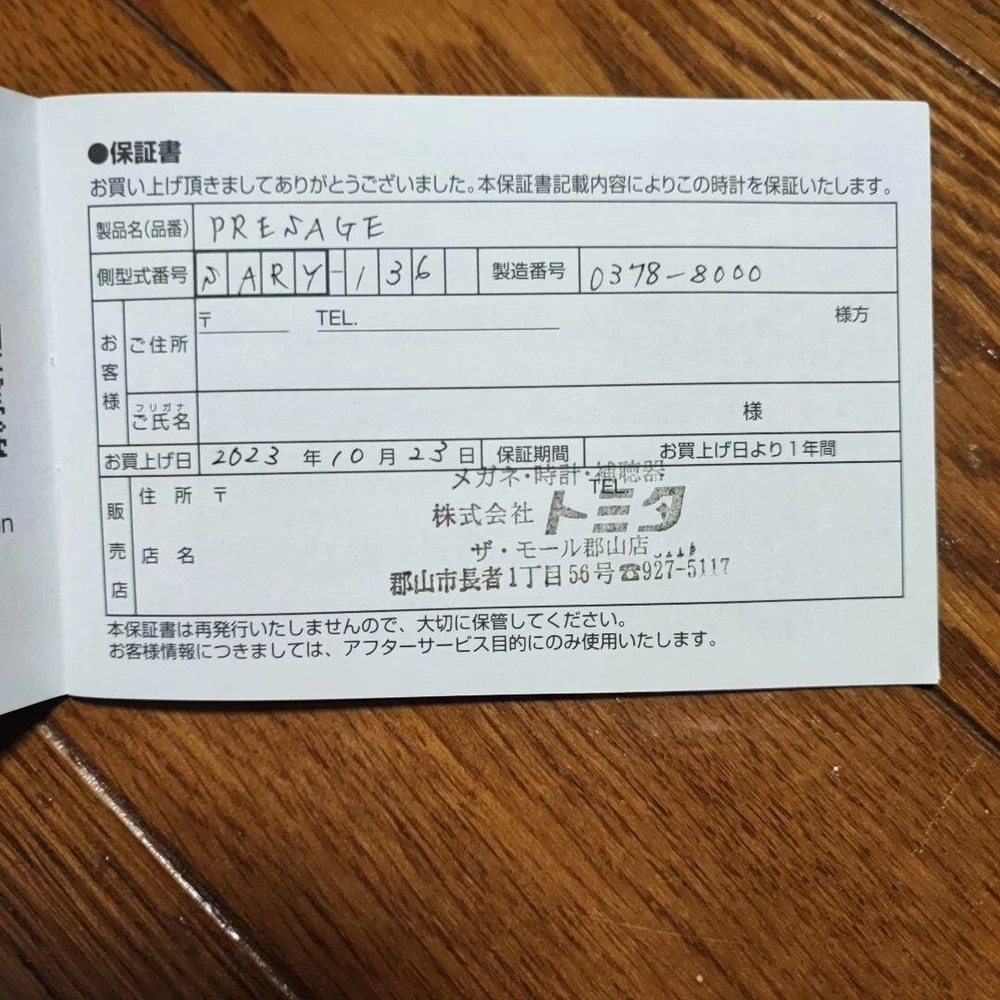 ●保証書
お買い上げ頂きましてありがとうございました。本保証書記載内容によりこの時計を保証いたします。
製品名(品番) PRESAGE
側型式番号 SARY-136 製造番号 0378-8000
お客様 ご住所 〒 TEL. 様方
フリガナ
ご氏名 様
お買上げ日 2023年10月23日 保証期間 お買上げ日より1年間
販売店 住所 〒 TEL
メガネ・時計・補聴器
株式会社 トミタ
店名
ザ・モール郡山店
郡山市長者1丁目56号☎927-5117
本保証書は再発行いたしませんので、大切に保管してください。
お客様情報につきましては、アフターサービス目的にのみ使用いたします。